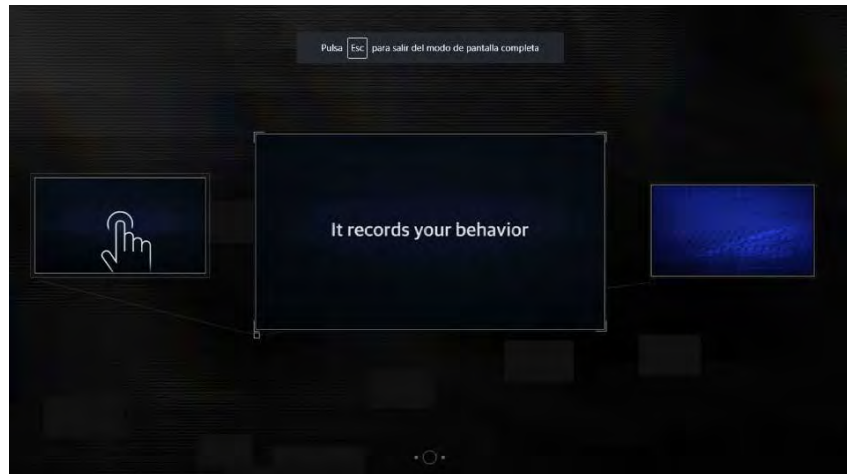 Pulsa Esc para salir del modo de pantalla completa
It records your behavior